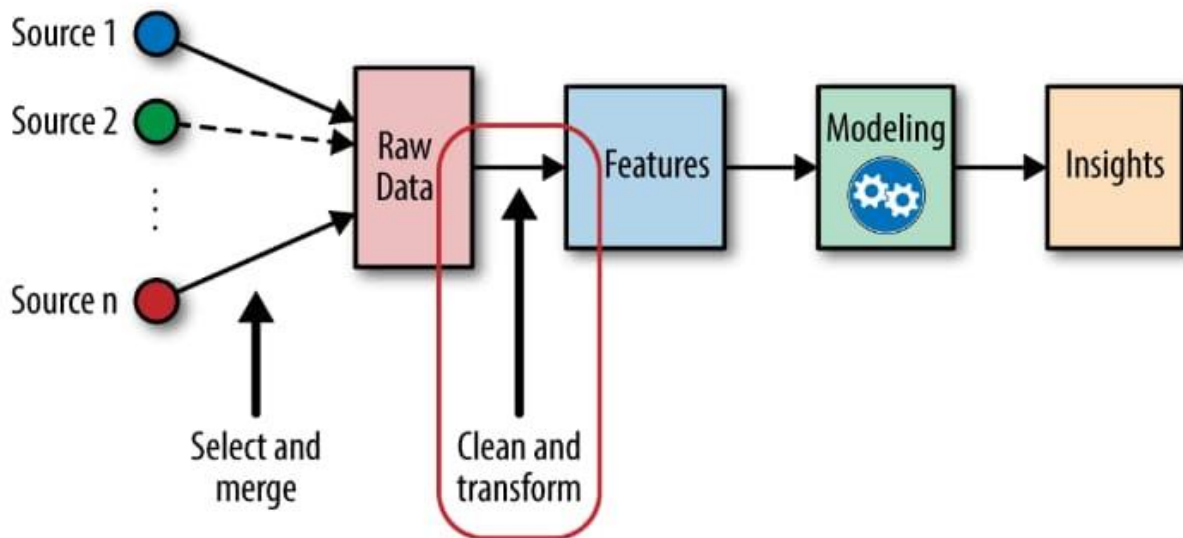 Source 1
Source 2
Source n
Select and
merge
Raw
Data
Clean and
transform
Features
Modeling
Insights